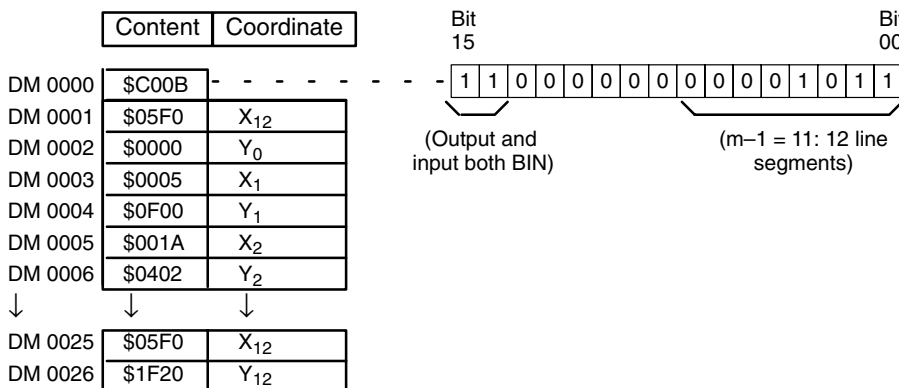 Content Coordinate
Bit 15
Bit 00
DM 0000 $C00B - - - - - - - - - - 1 1 0 0 0 0 0 0 0 0 0 0 1 0 1 1
DM 0001 $05F0 X12
DM 0002 $0000 Y0
DM 0003 $0005 X1
DM 0004 $0F00 Y1
DM 0005 $001A X2
DM 0006 $0402 Y2
↓ ↓ ↓
DM 0025 $05F0 X12
DM 0026 $1F20 Y12
(Output and
input both BIN)
(m–1 = 11: 12 line
segments)